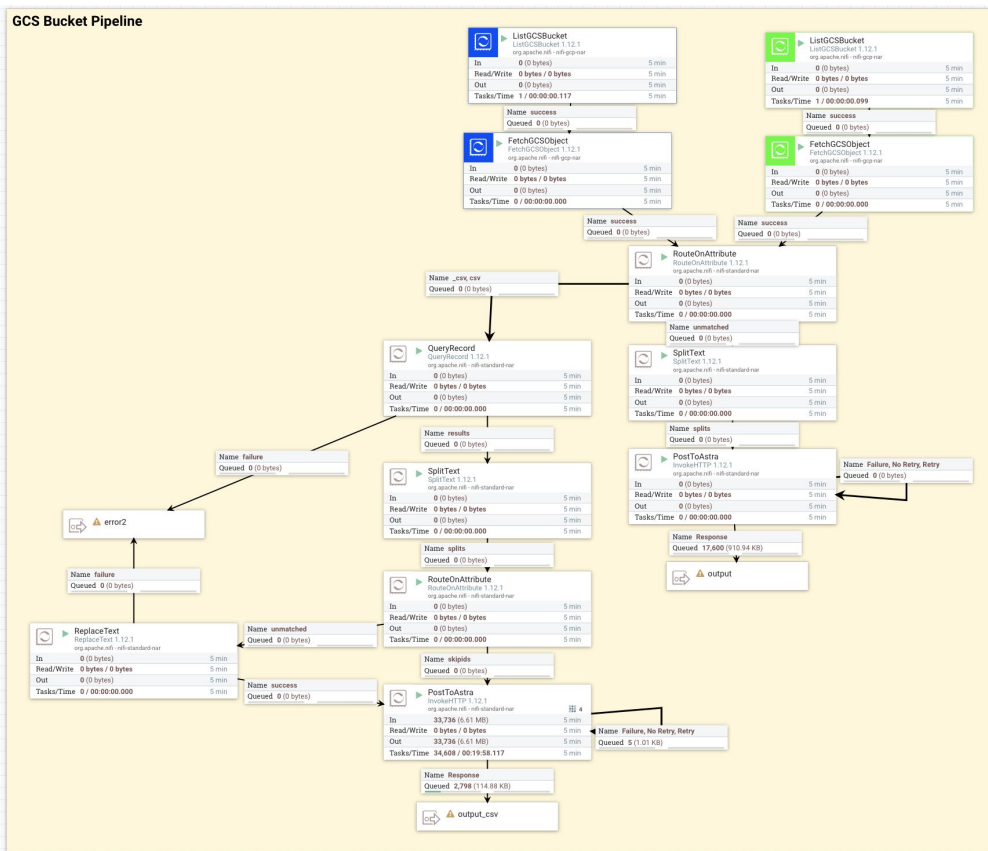 GCS Bucket Pipeline
ListGCSBucket
ListGCSBucket 1.12.1
org.apache.nifi - nifi-gcp-nar
In 0 (0 bytes) 5 min
Read/Write 0 bytes / 0 bytes 5 min
Out 0 (0 bytes) 5 min
Tasks/Time 1 / 00:00:00.117 5 min
Name success
Queued 0 (0 bytes)
FetchGCSObject
FetchGCSObject 1.12.1
org.apache.nifi - nifi-gcp-nar
In 0 (0 bytes) 5 min
Read/Write 0 bytes / 0 bytes 5 min
Out 0 (0 bytes) 5 min
Tasks/Time 0 / 00:00:00.000 5 min
Name success
Queued 0 (0 bytes)
ListGCSBucket
ListGCSBucket 1.12.1
org.apache.nifi - nifi-gcp-nar
In 0 (0 bytes) 5 min
Read/Write 0 bytes / 0 bytes 5 min
Out 0 (0 bytes) 5 min
Tasks/Time 1 / 00:00:00.099 5 min
Name success
Queued 0 (0 bytes)
FetchGCSObject
FetchGCSObject 1.12.1
org.apache.nifi - nifi-gcp-nar
In 0 (0 bytes) 5 min
Read/Write 0 bytes / 0 bytes 5 min
Out 0 (0 bytes) 5 min
Tasks/Time 0 / 00:00:00.000 5 min
Name success
Queued 0 (0 bytes)
RouteOnAttribute
RouteOnAttribute 1.12.1
org.apache.nifi - nifi-standard-nar
In 0 (0 bytes) 5 min
Read/Write 0 bytes / 0 bytes 5 min
Out 0 (0 bytes) 5 min
Tasks/Time 0 / 00:00:00.000 5 min
Name _csv, csv
Queued 0 (0 bytes)
Name unmatched
Queued 0 (0 bytes)
SplitText
SplitText 1.12.1
org.apache.nifi - nifi-standard-nar
In 0 (0 bytes) 5 min
Read/Write 0 bytes / 0 bytes 5 min
Out 0 (0 bytes) 5 min
Tasks/Time 0 / 00:00:00.000 5 min
Name splits
Queued 0 (0 bytes)
PostToAstra
InvokeHTTP 1.12.1
org.apache.nifi - nifi-standard-nar
In 0 (0 bytes) 5 min
Read/Write 0 bytes / 0 bytes 5 min
Out 0 (0 bytes) 5 min
Tasks/Time 0 / 00:00:00.000 5 min
Name Failure, No Retry, Retry
Queued 0 (0 bytes)
Name Response
Queued 17,600 (910.94 KB)
output
QueryRecord
QueryRecord 1.12.1
org.apache.nifi - nifi-standard-nar
In 0 (0 bytes) 5 min
Read/Write 0 bytes / 0 bytes 5 min
Out 0 (0 bytes) 5 min
Tasks/Time 0 / 00:00:00.000 5 min
Name failure
Queued 0 (0 bytes)
error2
Name results
Queued 0 (0 bytes)
SplitText
SplitText 1.12.1
org.apache.nifi - nifi-standard-nar
In 0 (0 bytes) 5 min
Read/Write 0 bytes / 0 bytes 5 min
Out 0 (0 bytes) 5 min
Tasks/Time 0 / 00:00:00.000 5 min
Name splits
Queued 0 (0 bytes)
RouteOnAttribute
RouteOnAttribute 1.12.1
org.apache.nifi - nifi-standard-nar
In 0 (0 bytes) 5 min
Read/Write 0 bytes / 0 bytes 5 min
Out 0 (0 bytes) 5 min
Tasks/Time 0 / 00:00:00.000 5 min
Name failure
Queued 0 (0 bytes)
Name unmatched
Queued 0 (0 bytes)
ReplaceText
ReplaceText 1.12.1
org.apache.nifi - nifi-standard-nar
In 0 (0 bytes) 5 min
Read/Write 0 bytes / 0 bytes 5 min
Out 0 (0 bytes) 5 min
Tasks/Time 0 / 00:00:00.000 5 min
Name success
Queued 0 (0 bytes)
Name skipids
Queued 0 (0 bytes)
PostToAstra
InvokeHTTP 1.12.1
org.apache.nifi - nifi-standard-nar
4
In 33,736 (6.61 MB) 5 min
Read/Write 0 bytes / 0 bytes 5 min
Out 33,736 (6.61 MB) 5 min
Tasks/Time 34,608 / 00:19:58.117 5 min
Name Failure, No Retry, Retry
Queued 5 (1.01 KB)
Name Response
Queued 2,798 (114.88 KB)
output_csv